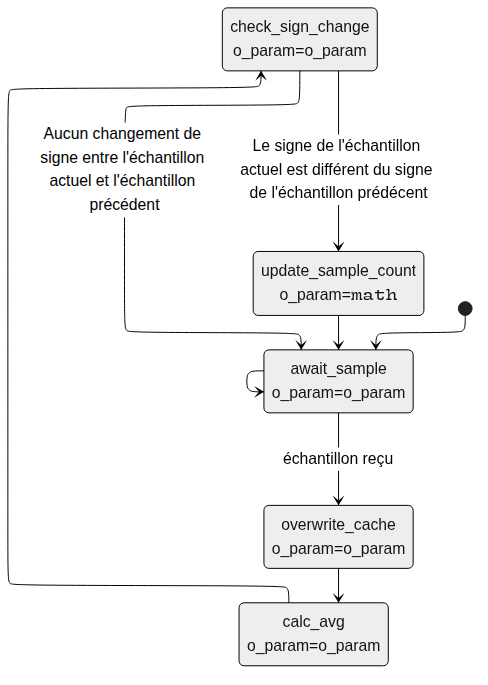 check_sign_change
o_param=o_param
Aucun changement de
signe entre l'échantillon
actuel et l'échantillon
précédent
Le signe de l'échantillon
actuel est différent du signe
de l'échantillon prédécent
update_sample_count
o_param=math
await_sample
o_param=o_param
échantillon reçu
overwrite_cache
o_param=o_param
calc_avg
o_param=o_param